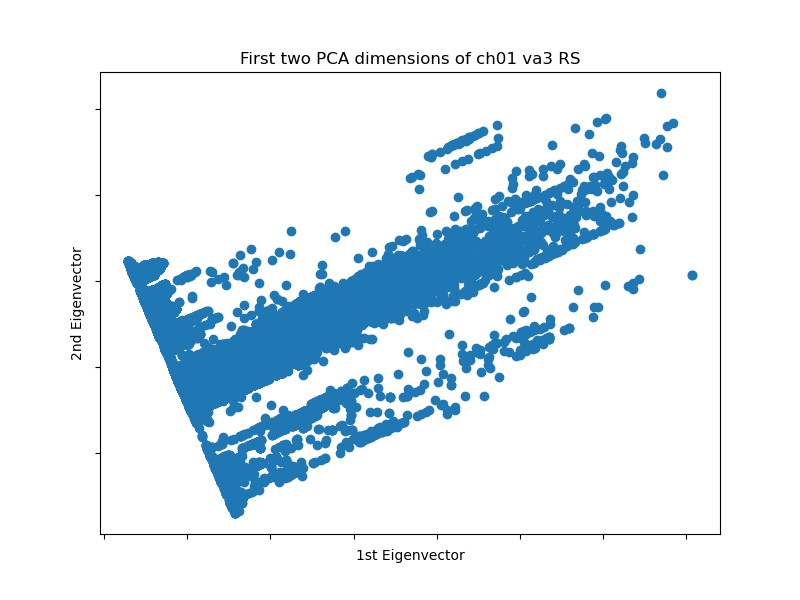 First two PCA dimensions of ch01 va3 RS
2nd Eigenvector
1st Eigenvector